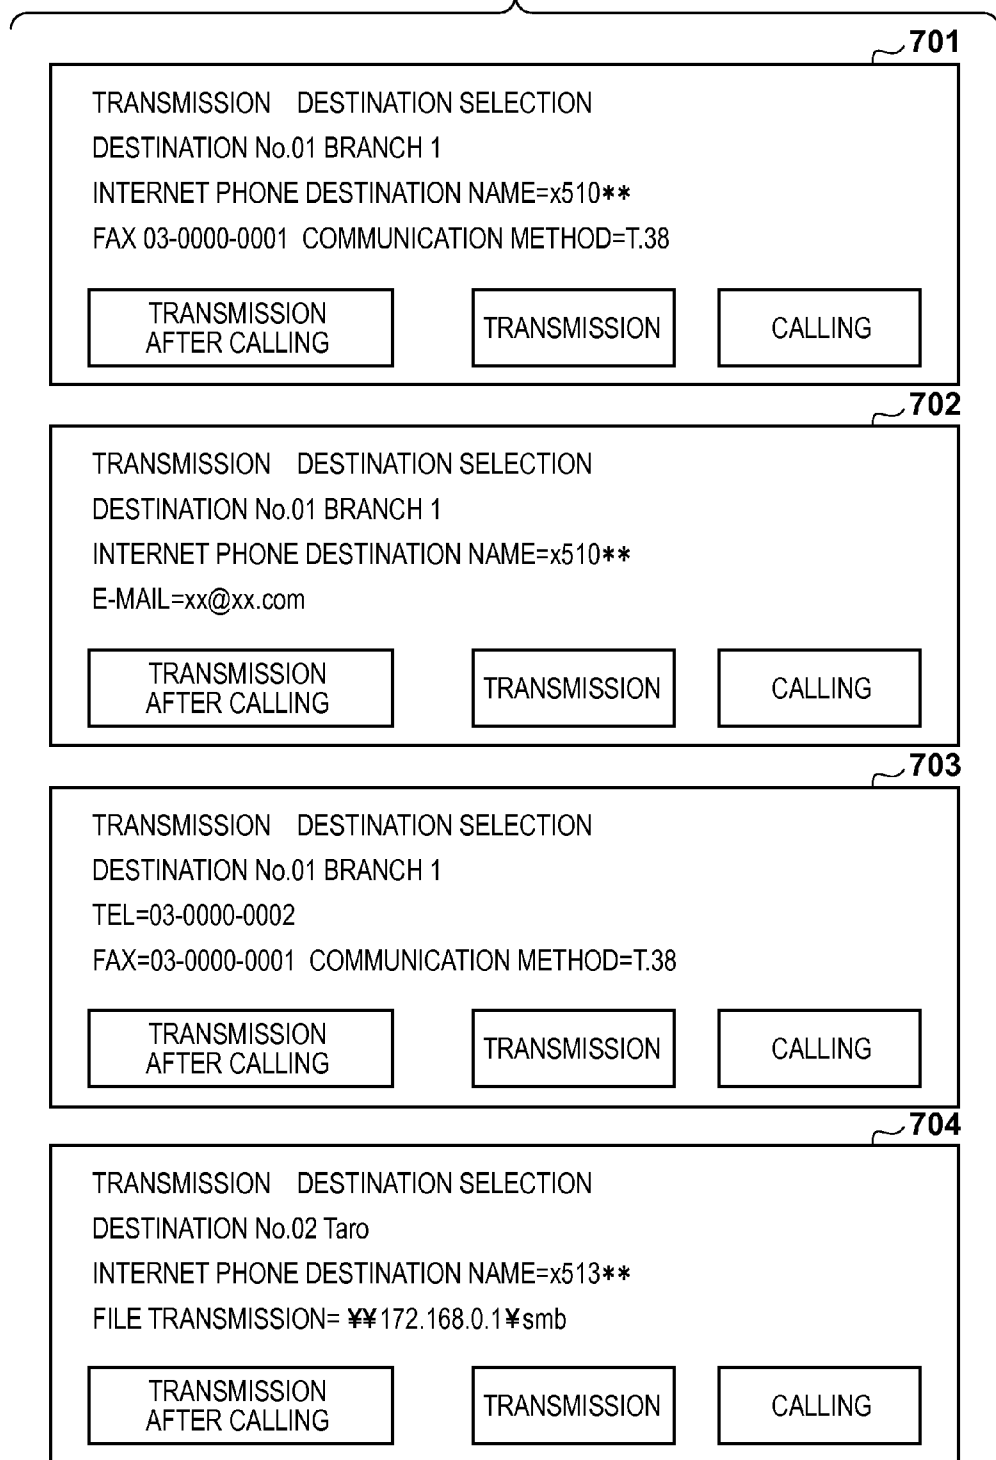 701
TRANSMISSION DESTINATION SELECTION
DESTINATION No.01 BRANCH 1
INTERNET PHONE DESTINATION NAME=x510**
FAX 03-0000-0001 COMMUNICATION METHOD=T.38
TRANSMISSION
AFTER CALLING
TRANSMISSION
CALLING
702
TRANSMISSION DESTINATION SELECTION
DESTINATION No.01 BRANCH 1
INTERNET PHONE DESTINATION NAME=x510**
E-MAIL=xx@xx.com
TRANSMISSION
AFTER CALLING
TRANSMISSION
CALLING
703
TRANSMISSION DESTINATION SELECTION
DESTINATION No.01 BRANCH 1
TEL=03-0000-0002
FAX=03-0000-0001 COMMUNICATION METHOD=T.38
TRANSMISSION
AFTER CALLING
TRANSMISSION
CALLING
704
TRANSMISSION DESTINATION SELECTION
DESTINATION No.02 Taro
INTERNET PHONE DESTINATION NAME=x513**
FILE TRANSMISSION= ¥¥172.168.0.1¥smb
TRANSMISSION
AFTER CALLING
TRANSMISSION
CALLING